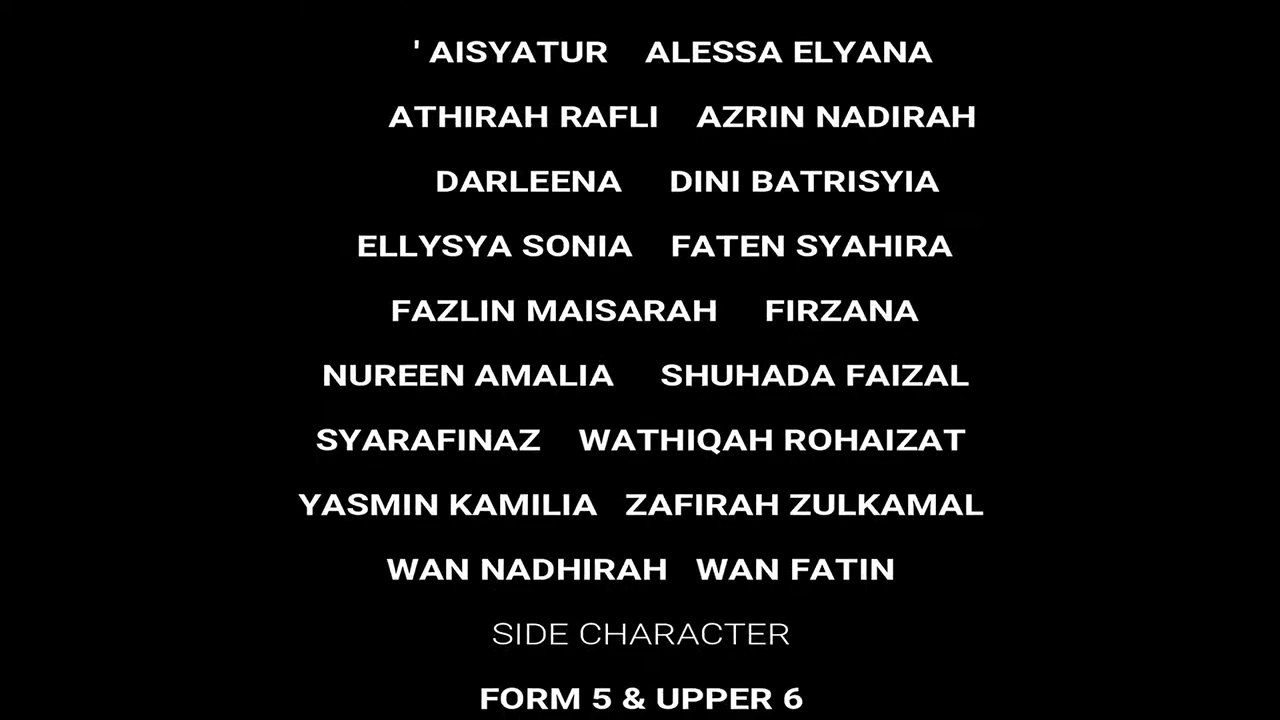 ' AISYATUR ALESSA ELYANA
ATHIRAH RAFLI AZRIN NADIRAH
DARLEENA DINI BATRISYIA
ELLYSYA SONIA FATEN SYAHIRA
FAZLIN MAISARAH FIRZANA
NUREEN AMALIA SHUHADA FAIZAL
SYARAFINAZ WATHIQAH ROHAIZAT
YASMIN KAMILIA ZAFIRAH ZULKAMAL
WAN NADHIRAH WAN FATIN
SIDE CHARACTER
FORM 5 & UPPER 6